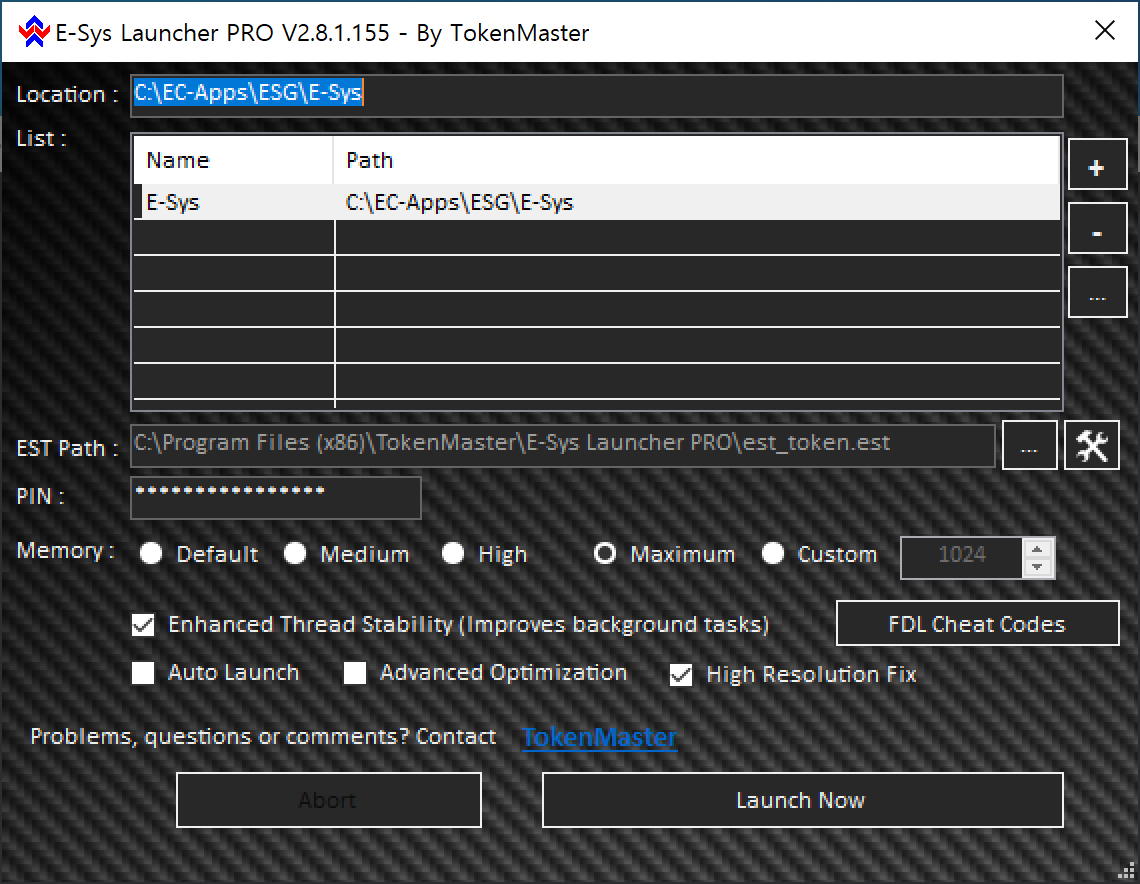 E-Sys Launcher PRO V2.8.1.155 - By TokenMaster
Location : C:\EC-Apps\ESG\E-Sys
List :
Name Path
E-Sys C:\EC-Apps\ESG\E-Sys
+
-
...
EST Path : C:\Program Files (x86)\TokenMaster\E-Sys Launcher PRO\est_token.est ...
PIN : ****************
Memory : Default Medium High Maximum Custom 1024
Enhanced Thread Stability (Improves background tasks) FDL Cheat Codes
Auto Launch Advanced Optimization High Resolution Fix
Problems, questions or comments? Contact TokenMaster
Abort Launch Now